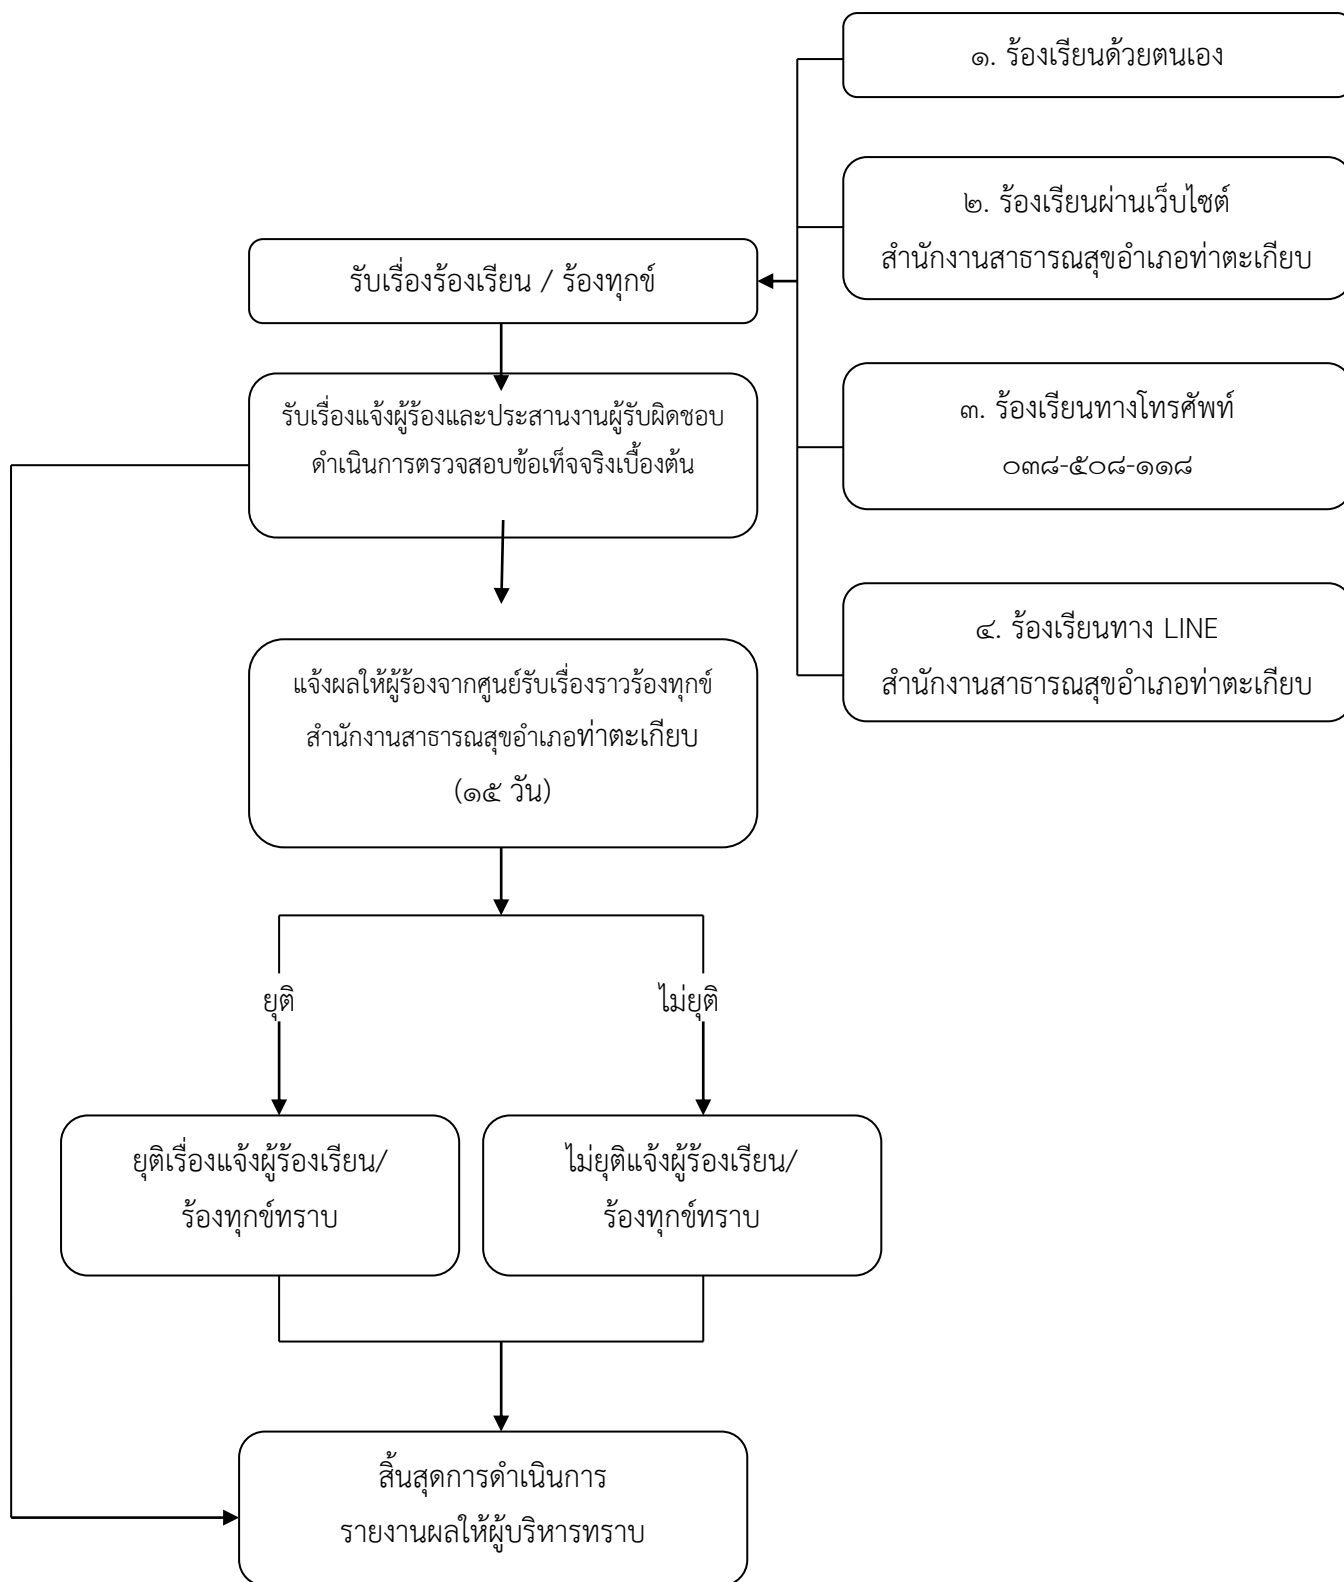 ๑. ร้องเรียนด้วยตนเอง
๒. ร้องเรียนผ่านเว็บไซต์
สำนักงานสาธารณสุขอำเภอท่าตะเกียบ
๓. ร้องเรียนทางโทรศัพท์
๐๓๘-๕๐๘-๑๑๘
๔. ร้องเรียนทาง LINE
สำนักงานสาธารณสุขอำเภอท่าตะเกียบ
รับเรื่องร้องเรียน / ร้องทุกข์
รับเรื่องแจ้งผู้ร้องและประสานงานผู้รับผิดชอบ
ดำเนินการตรวจสอบข้อเท็จจริงเบื้องต้น
แจ้งผลให้ผู้ร้องจากศูนย์รับเรื่องราวร้องทุกข์
สำนักงานสาธารณสุขอำเภอท่าตะเกียบ
(๑๕ วัน)
ยุติ
ไม่ยุติ
ยุติเรื่องแจ้งผู้ร้องเรียน/
ร้องทุกข์ทราบ
ไม่ยุติแจ้งผู้ร้องเรียน/
ร้องทุกข์ทราบ
สิ้นสุดการดำเนินการ
รายงานผลให้ผู้บริหารทราบ